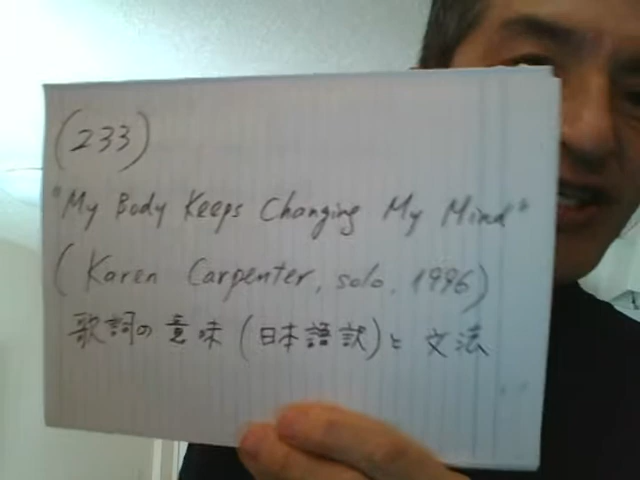 (233)
"My Body Keeps Changing My Mind"
(Karen Carpenter, solo, 1996)
歌詞の意味(日本語訳)と文法